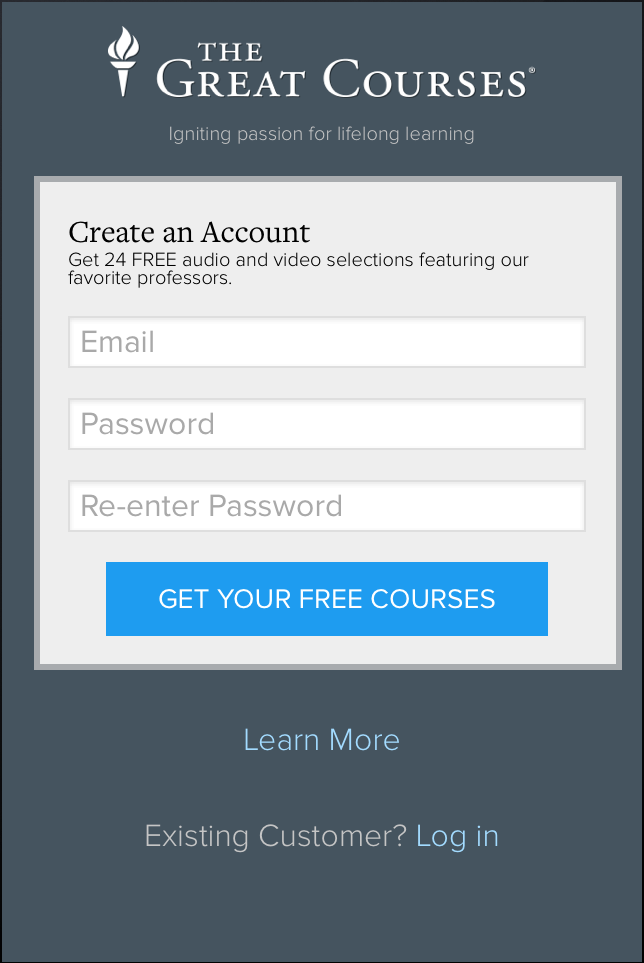 THE
GREAT COURSES®
Igniting passion for lifelong learning
Create an Account
Get 24 FREE audio and video selections featuring our
favorite professors.
Email
Password
Re-enter Password
GET YOUR FREE COURSES
Learn More
Existing Customer? Log in